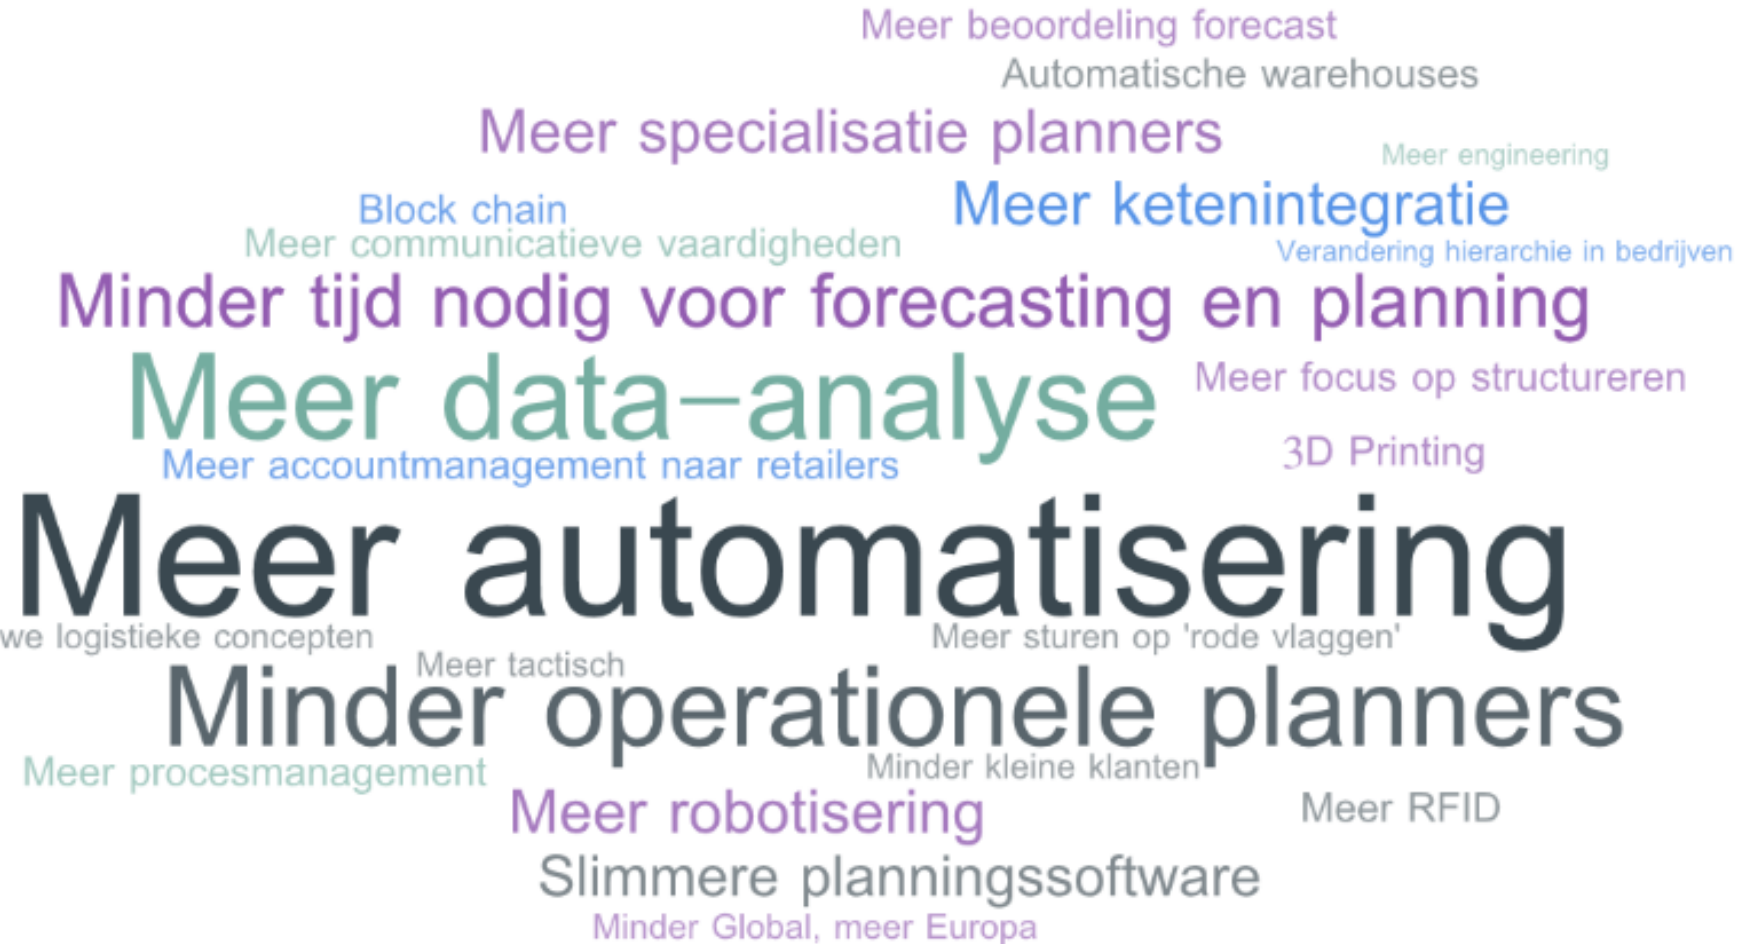 Meer beoordeling forecast
Automatische warehouses
Meer specialisatie planners
Meer engineering
Block chain
Meer ketenintegratie
Meer communicatieve vaardigheden
Verandering hierarchie in bedrijven
Minder tijd nodig voor forecasting en planning
Meer data–analyse
Meer focus op structureren
3D Printing
Meer accountmanagement naar retailers
Meer automatisering
we logistieke concepten
Meer sturen op 'rode vlaggen'
Meer tactisch
Minder operationele planners
Minder kleine klanten
Meer procesmanagement
Meer robotisering
Meer RFID
Slimmere planningssoftware
Minder Global, meer Europa